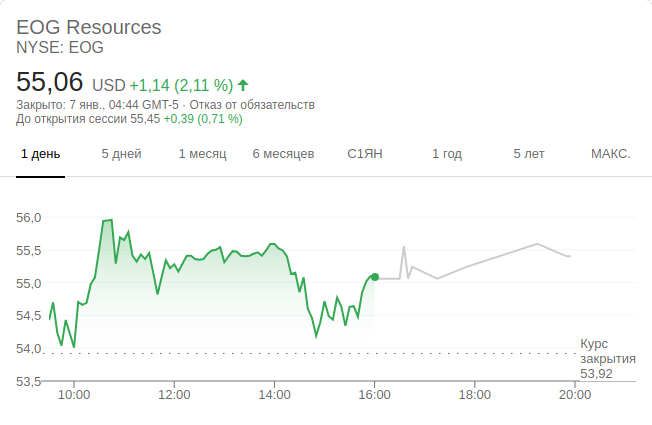 EOG Resources
NYSE: EOG
55,06 USD +1,14 (2,11 %)
Закрыто: 7 янв., 04:44 GMT-5 · Отказ от обязательств
До открытия сессии 55,45 +0,39 (0,71 %)
1 день 5 дней 1 месяц 6 месяцев С1ЯН 1 год 5 лет МАКС.
56,0
55,5
55,0
54,5
54,0
53,5
Курс
закрытия
53,92
10:00 12:00 14:00 16:00 18:00 20:00